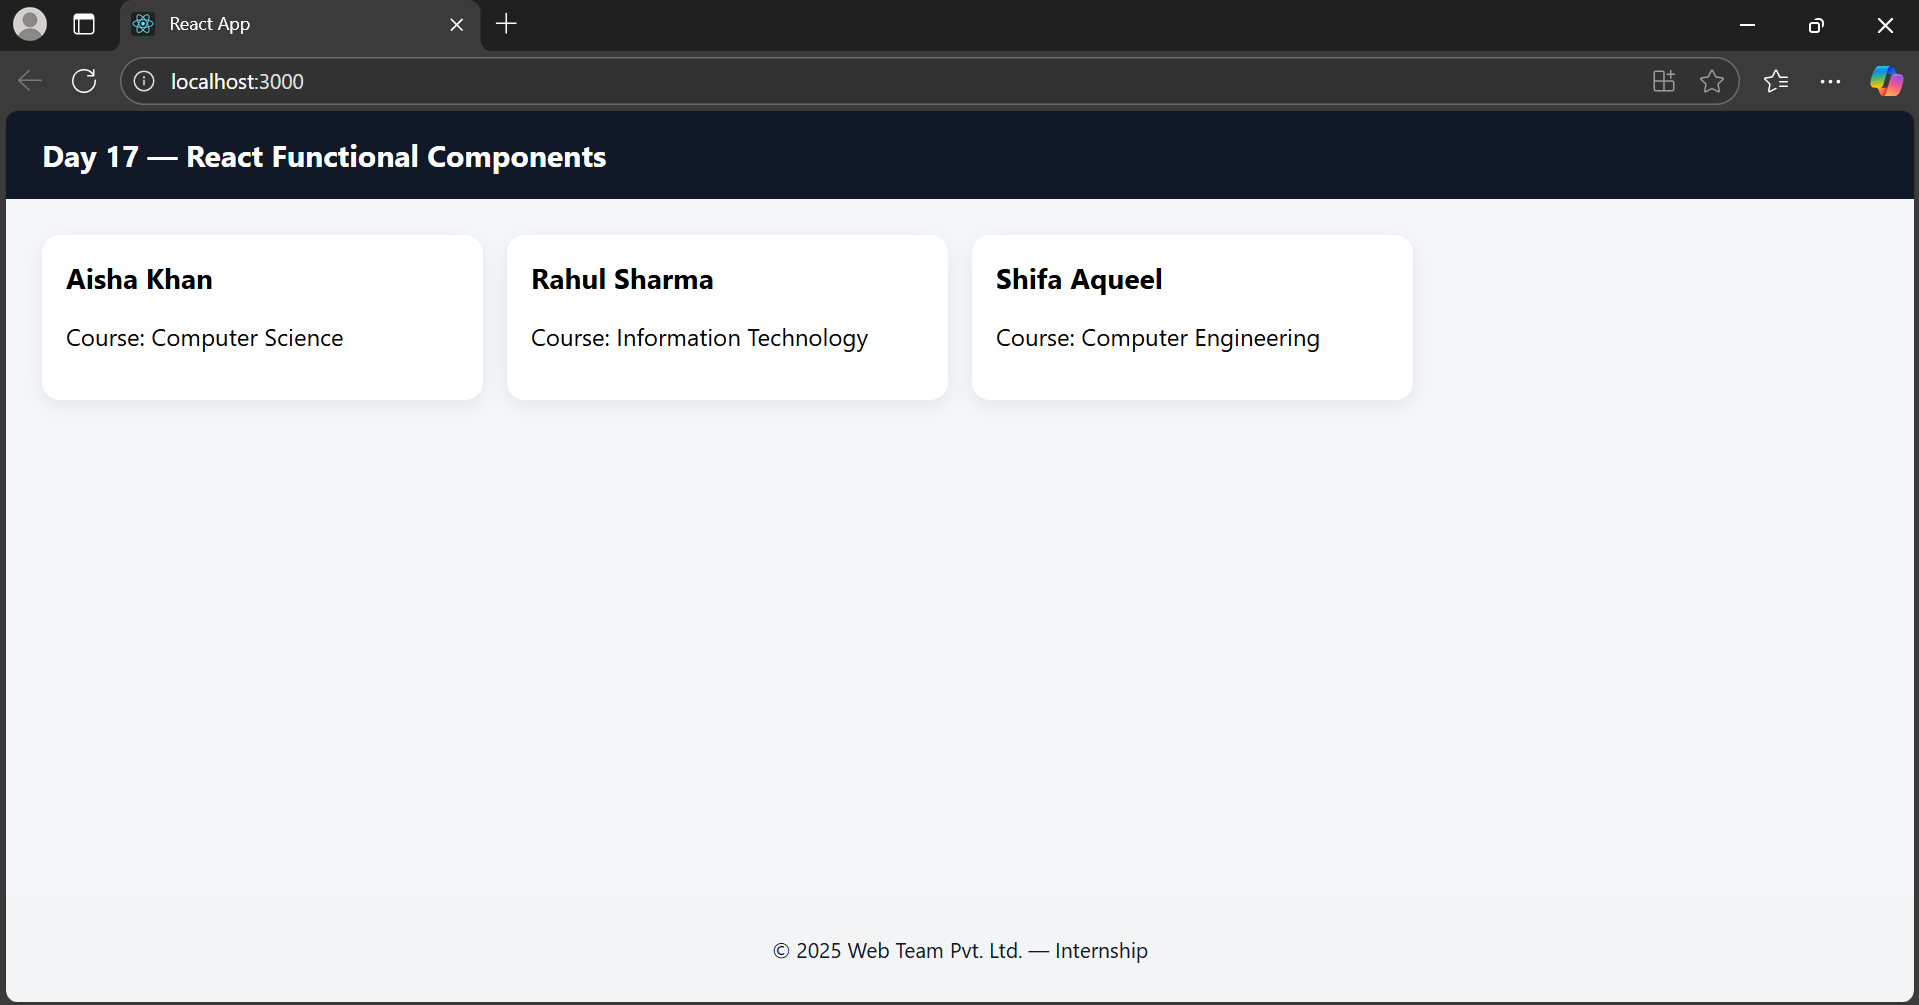 React App
localhost:3000
Day 17 — React Functional Components
Aisha Khan
Course: Computer Science
Rahul Sharma
Course: Information Technology
Shifa Aqueel
Course: Computer Engineering
© 2025 Web Team Pvt. Ltd. — Internship